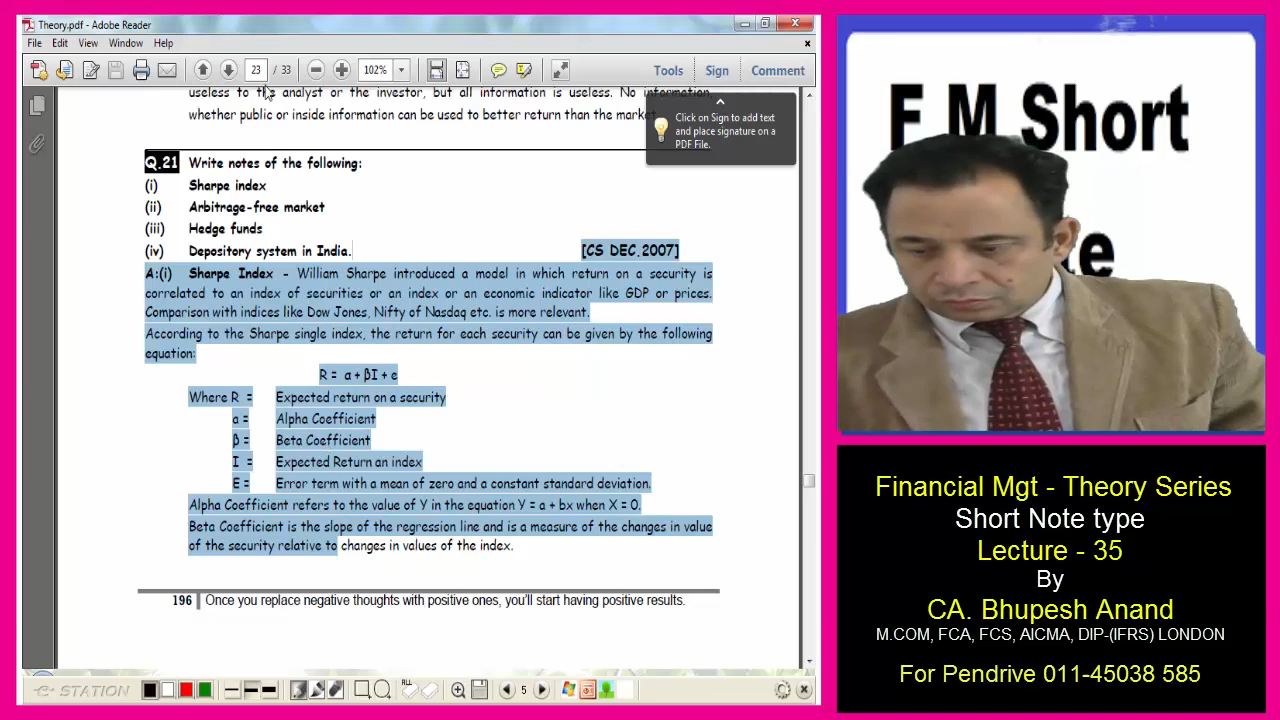 Theory.pdf - Adobe Reader
File Edit View Window Help
23 / 33 102% Tools Sign Comment
useless to the analyst or the investor, but all information is useless. No information,
whether public or inside information can be used to better return than the market
Click on Sign to add text
and place signature on a
PDF File.
Q.21 Write notes of the following:
(i) Sharpe index
(ii) Arbitrage-free market
(iii) Hedge funds
(iv) Depository system in India. [CS DEC.2007]
A:(i) Sharpe Index - William Sharpe introduced a model in which return on a security is
correlated to an index of securities or an index or an economic indicator like GDP or prices.
Comparison with indices like Dow Jones, Nifty of Nasdaq etc. is more relevant.
According to the Sharpe single index, the return for each security can be given by the following
equation:
R = a + βI + e
Where R = Expected return on a security
a = Alpha Coefficient
β = Beta Coefficient
I = Expected Return an index
E = Error term with a mean of zero and a constant standard deviation.
Alpha Coefficient refers to the value of Y in the equation Y = a + bx when X = 0.
Beta Coefficient is the slope of the regression line and is a measure of the changes in value
of the security relative to changes in values of the index.
196 Once you replace negative thoughts with positive ones, you'll start having positive results.
STATION 5
F M Short
te
Financial Mgt - Theory Series
Short Note type
Lecture - 35
By
CA. Bhupesh Anand
M.COM, FCA, FCS, AICMA, DIP-(IFRS) LONDON
For Pendrive 011-45038 585